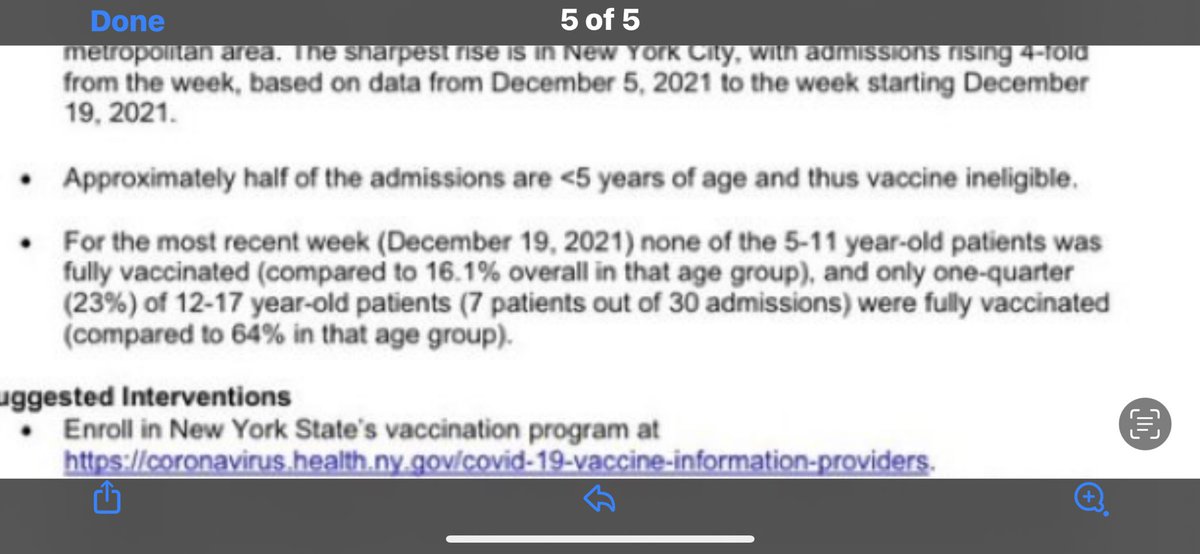 Done
5 of 5
metropolitan area. The sharpest rise is in New York City, with admissions rising 4-fold
from the week, based on data from December 5, 2021 to the week starting December
19, 2021.
• Approximately half of the admissions are <5 years of age and thus vaccine ineligible.
• For the most recent week (December 19, 2021) none of the 5-11 year-old patients was
fully vaccinated (compared to 16.1% overall in that age group), and only one-quarter
(23%) of 12-17 year-old patients (7 patients out of 30 admissions) were fully vaccinated
(compared to 64% in that age group).
uggested Interventions
• Enroll in New York State's vaccination program at
https://coronavirus.health.ny.gov/covid-19-vaccine-information-providers.